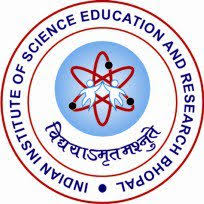 INDIAN INSTITUTE OF SCIENCE EDUCATION AND RESEARCH BHOPAL
विद्ययाऽमृतमश्नुते